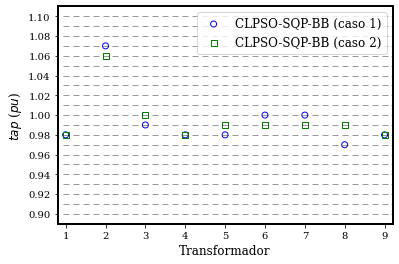 CLPSO-SQP-BB (caso 1)
CLPSO-SQP-BB (caso 2)
tap (pu)
1.10
1.08
1.06
1.04
1.02
1.00
0.98
0.96
0.94
0.92
0.90
1 2 3 4 5 6 7 8 9
Transformador